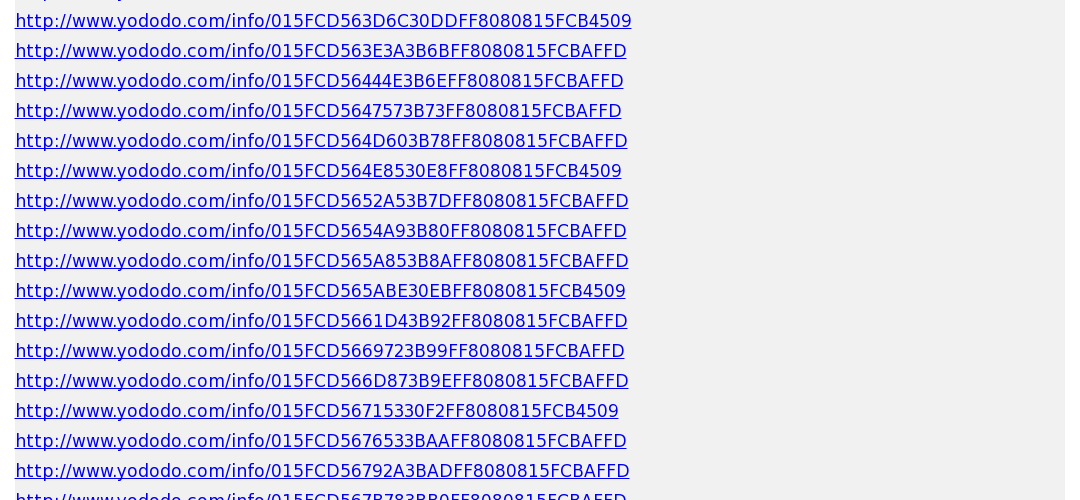 http://www.yododo.com/info/015FCD563D6C30DDFF8080815FCB4509
http://www.yododo.com/info/015FCD563E3A3B6BFF8080815FCBAFFD
http://www.yododo.com/info/015FCD56444E3B6EFF8080815FCBAFFD
http://www.yododo.com/info/015FCD5647573B73FF8080815FCBAFFD
http://www.yododo.com/info/015FCD564D603B78FF8080815FCBAFFD
http://www.yododo.com/info/015FCD564E8530E8FF8080815FCB4509
http://www.yododo.com/info/015FCD5652A53B7DFF8080815FCBAFFD
http://www.yododo.com/info/015FCD5654A93B80FF8080815FCBAFFD
http://www.yododo.com/info/015FCD565A853B8AFF8080815FCBAFFD
http://www.yododo.com/info/015FCD565ABE30EBFF8080815FCB4509
http://www.yododo.com/info/015FCD5661D43B92FF8080815FCBAFFD
http://www.yododo.com/info/015FCD5669723B99FF8080815FCBAFFD
http://www.yododo.com/info/015FCD566D873B9EFF8080815FCBAFFD
http://www.yododo.com/info/015FCD56715330F2FF8080815FCB4509
http://www.yododo.com/info/015FCD5676533BAAFF8080815FCBAFFD
http://www.yododo.com/info/015FCD56792A3BADFF8080815FCBAFFD